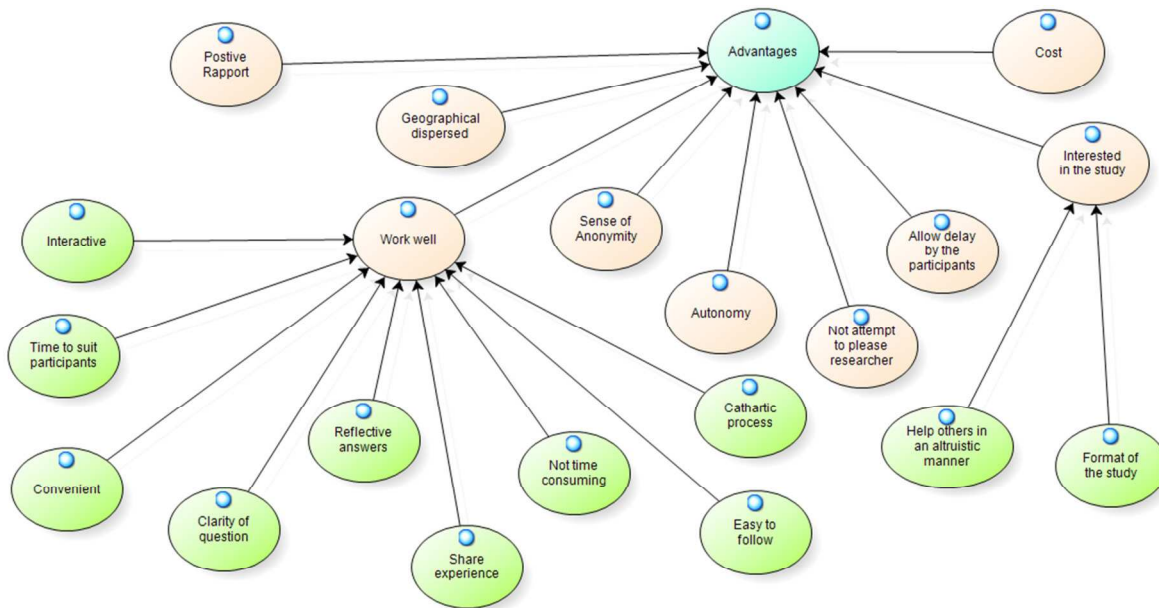 Advantages
Postive
Rapport
Cost
Geographical
dispersed
Interested
in the study
Interactive
Work well
Sense of
Anonymity
Allow delay
by the
participants
Autonomy
Not attempt
to please
researcher
Time to suit
participants
Cathartic
process
Reflective
answers
Help others in
an altruistic
manner
Format of
the study
Not time
consuming
Convenient
Clarity of
question
Easy to
follow
Share
experience